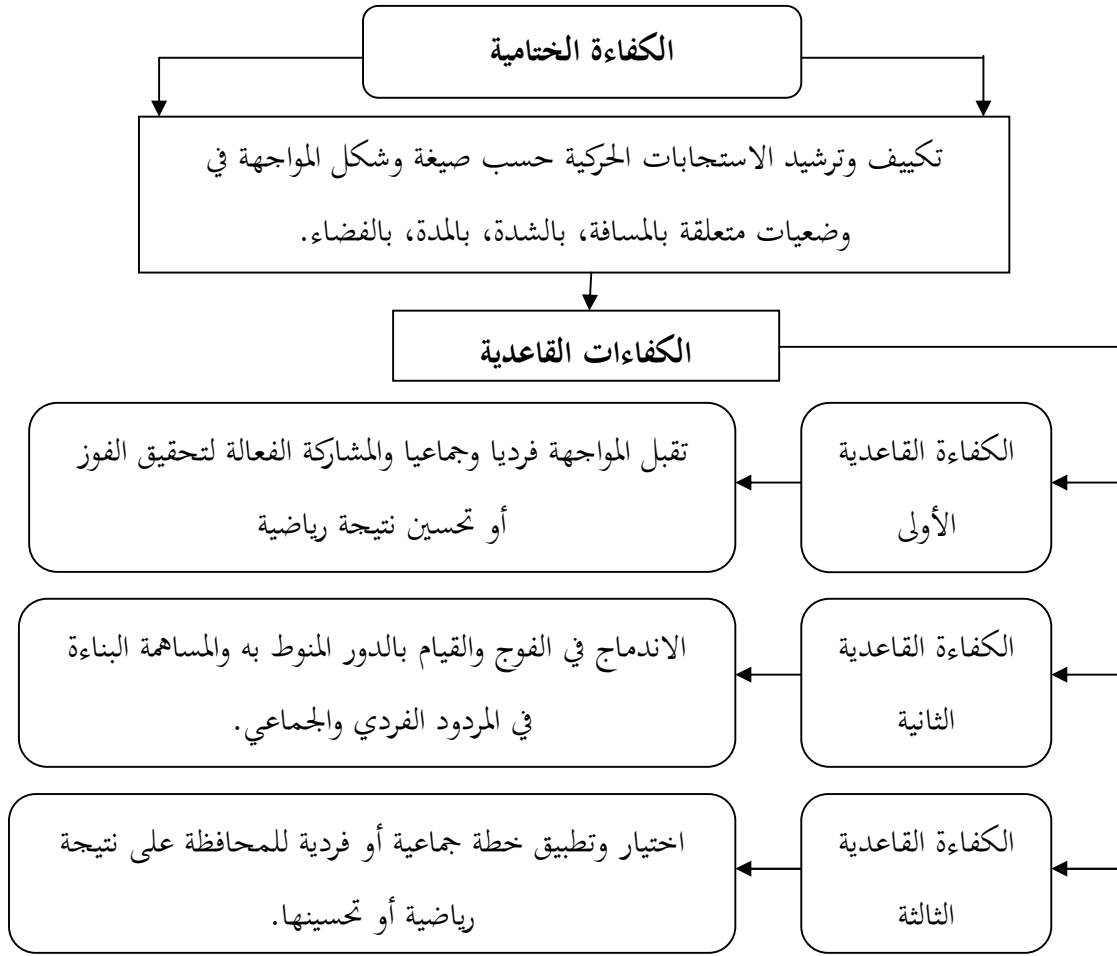 الكفاءة الختامية
تكييف وترشيد الاستجابات الحركية حسب صيغة وشكل المواجهة في
وضعيات متعلقة بالمسافة، بالشدة، بالمدة، بالفضاء.
الكفاءات القاعدية
الكفاءة القاعدية
الأولى
تقبل المواجهة فرديا وجماعيا والمشاركة الفعالة لتحقيق الفوز
أو تحسين نتيجة رياضية
الكفاءة القاعدية
الثانية
الاندماج في الفوج والقيام بالدور المنوط به والمساهمة البناءة
في المردود الفردي والجماعي.
الكفاءة القاعدية
الثالثة
اختيار وتطبيق خطة جماعية أو فردية للمحافظة على نتيجة
رياضية أو تحسينها.